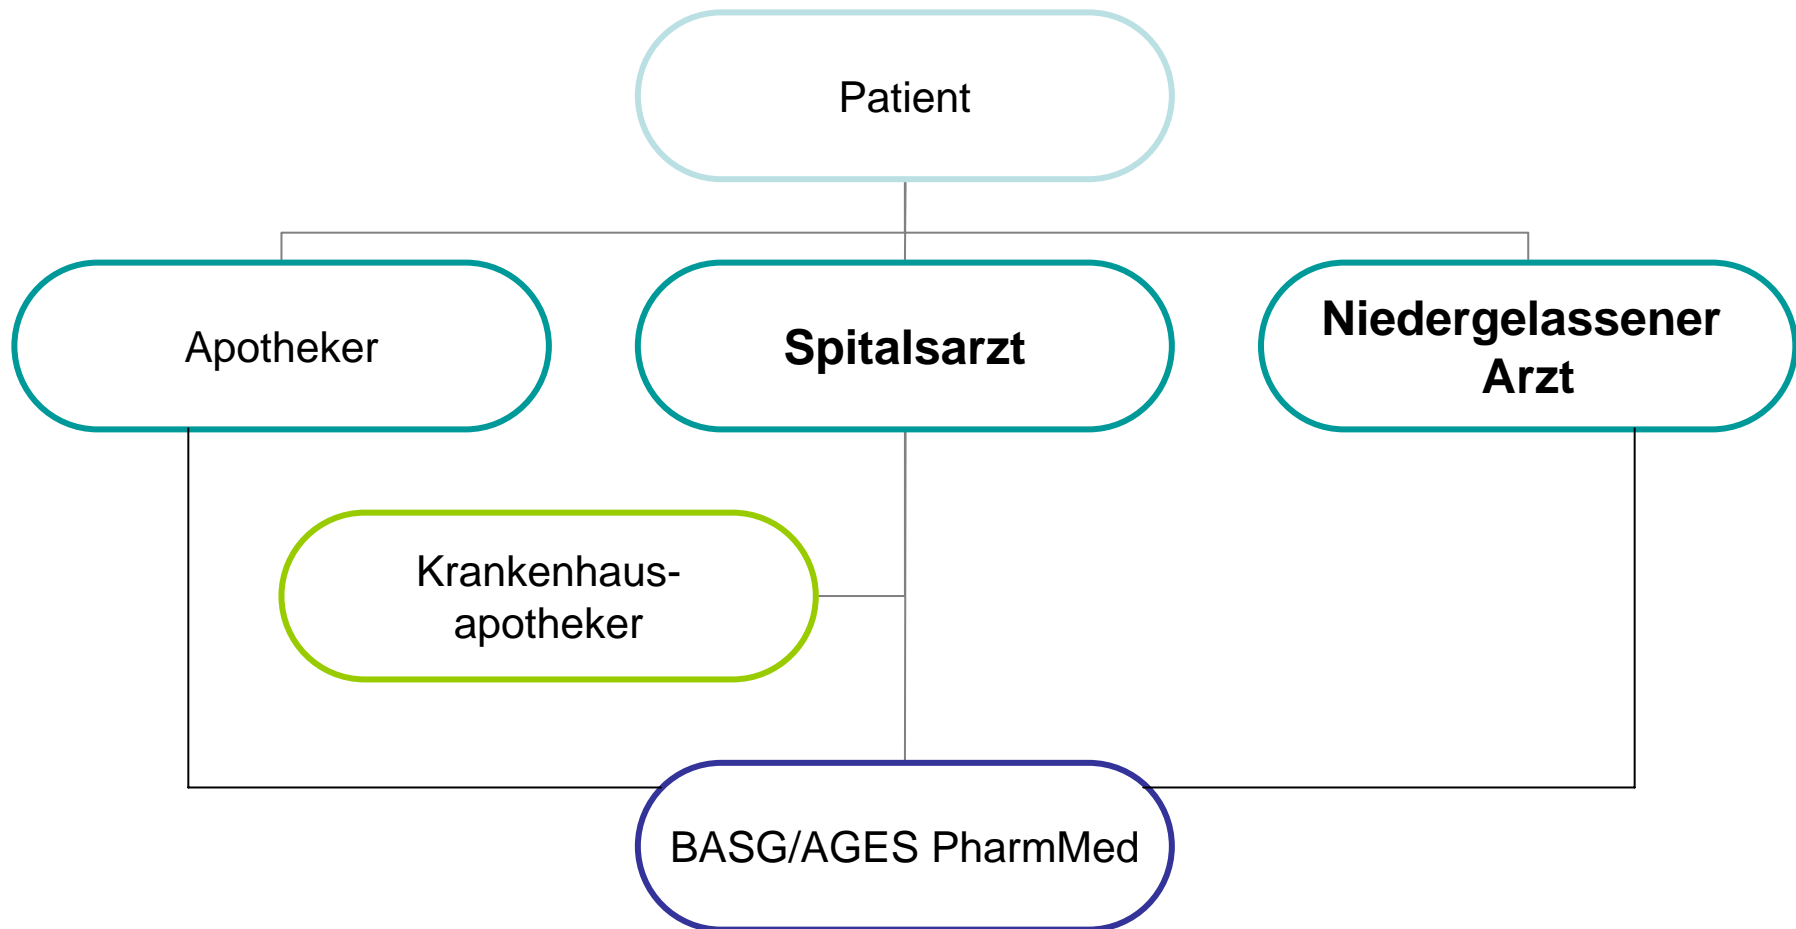 Patient
Apotheker
Spitalsarzt
Niedergelassener
Arzt
Krankenhaus-
apotheker
BASG/AGES PharmMed